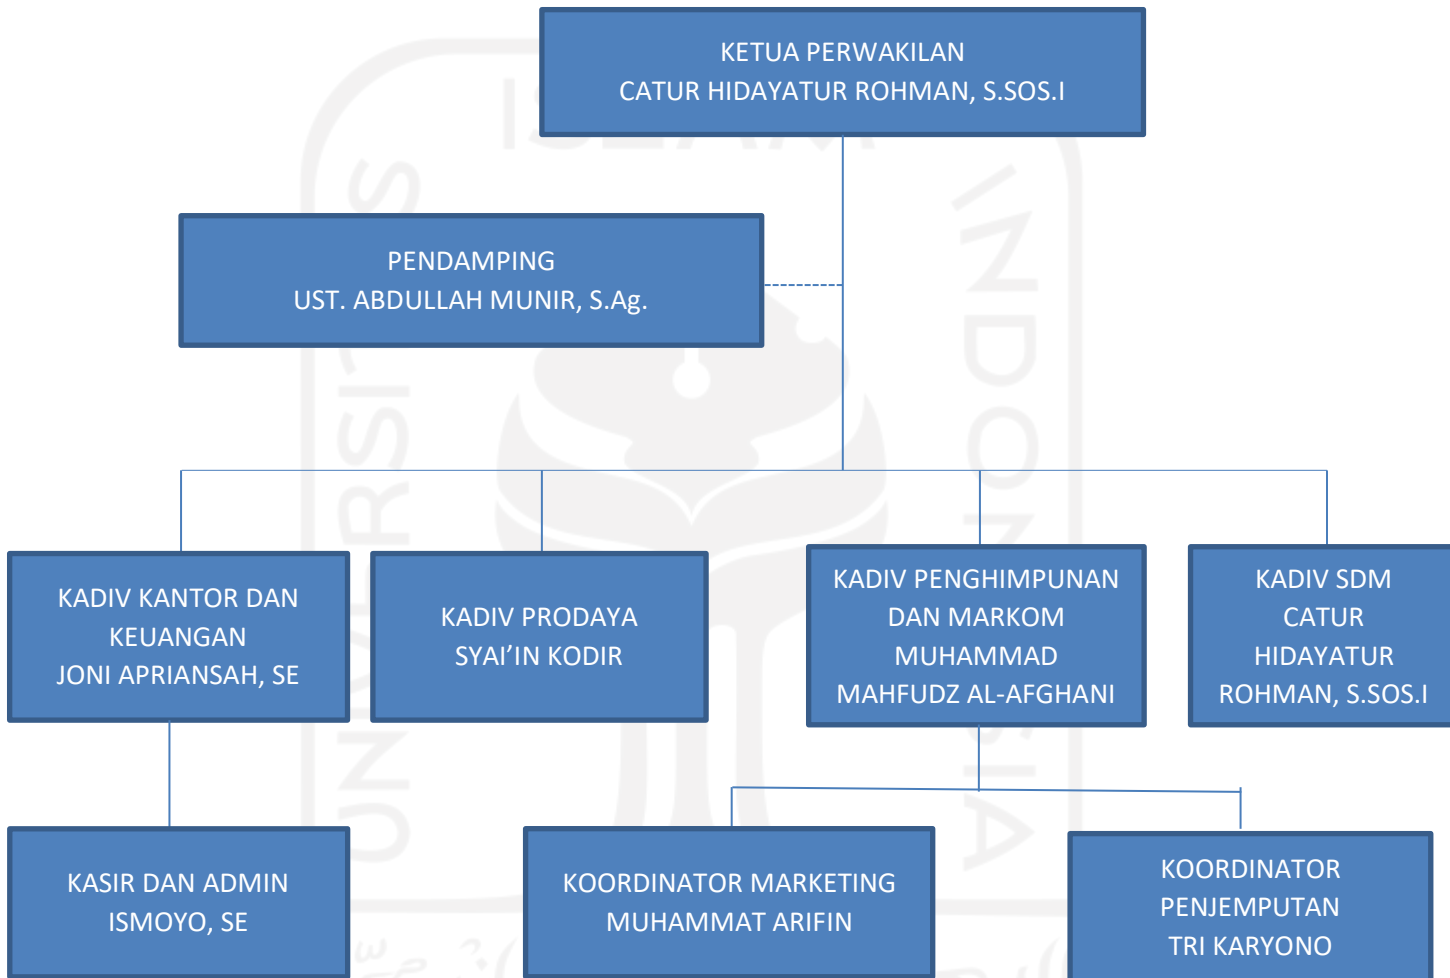 KETUA PERWAKILAN
CATUR HIDAYATUR ROHMAN, S.SOS.I
PENDAMPING
UST. ABDULLAH MUNIR, S.Ag.
KADIV KANTOR DAN
KEUANGAN
JONI APRIANSAH, SE
KADIV PRODAYA
SYAI’IN KODIR
KADIV PENGHIMPUNAN
DAN MARKOM
MUHAMMAD
MAHFUDZ AL-AFGHANI
KADIV SDM
CATUR
HIDAYATUR
ROHMAN, S.SOS.I
KASIR DAN ADMIN
ISMOYO, SE
KOORDINATOR MARKETING
MUHAMMAT ARIFIN
KOORDINATOR
PENJEMPUTAN
TRI KARYONO